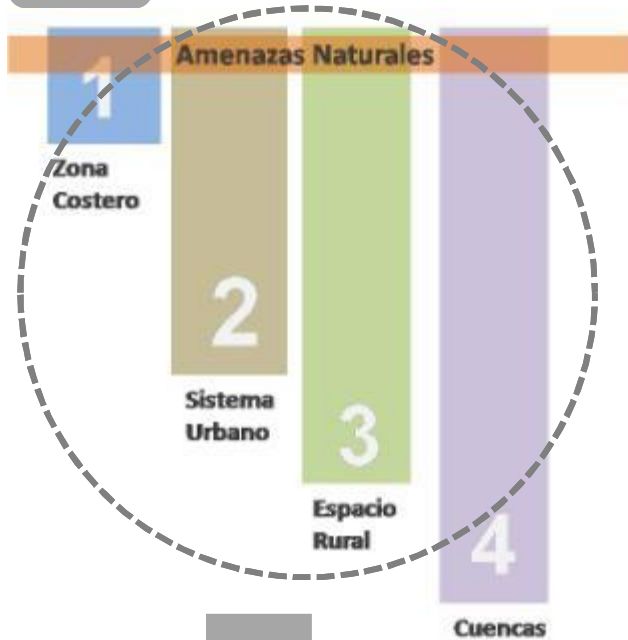 Amenazas Naturales
1
Zona
Costero
2
Sistema
Urbano
3
Espacio
Rural
4
Cuencas